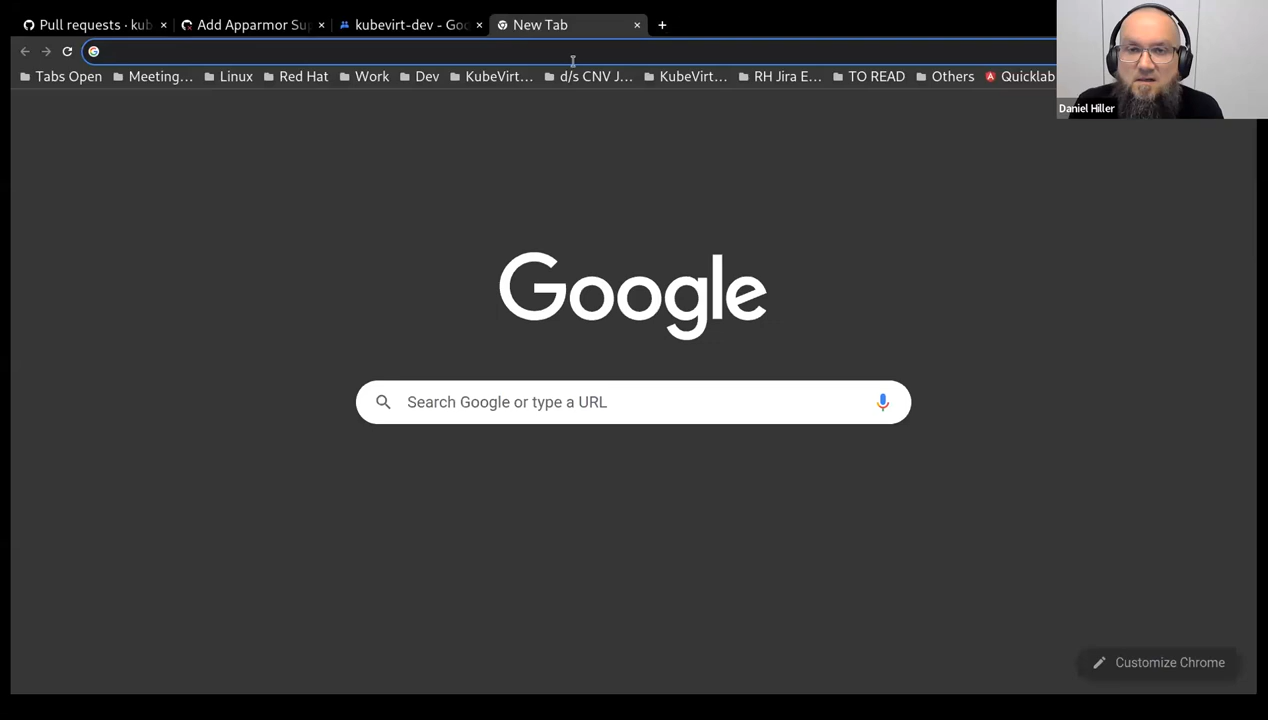 Pull requests · kub
Add Apparmor Su
kubevirt-dev - Goo
New Tab
Tabs Open
Meeting...
Linux
Red Hat
Work
Dev
KubeVirt...
d/s CNV J...
KubeVirt...
RH Jira E...
TO READ
Others
Quicklab
Daniel Hiller
Google
Search Google or type a URL
Customize Chrome